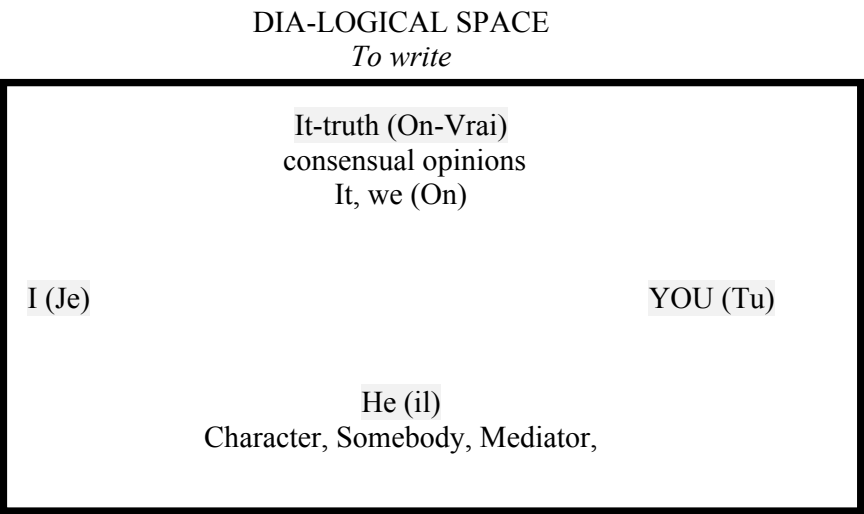 DIA-LOGICAL SPACE
To write
It-truth (On-Vrai)
consensual opinions
It, we (On)
I (Je)
YOU (Tu)
He (il)
Character, Somebody, Mediator,